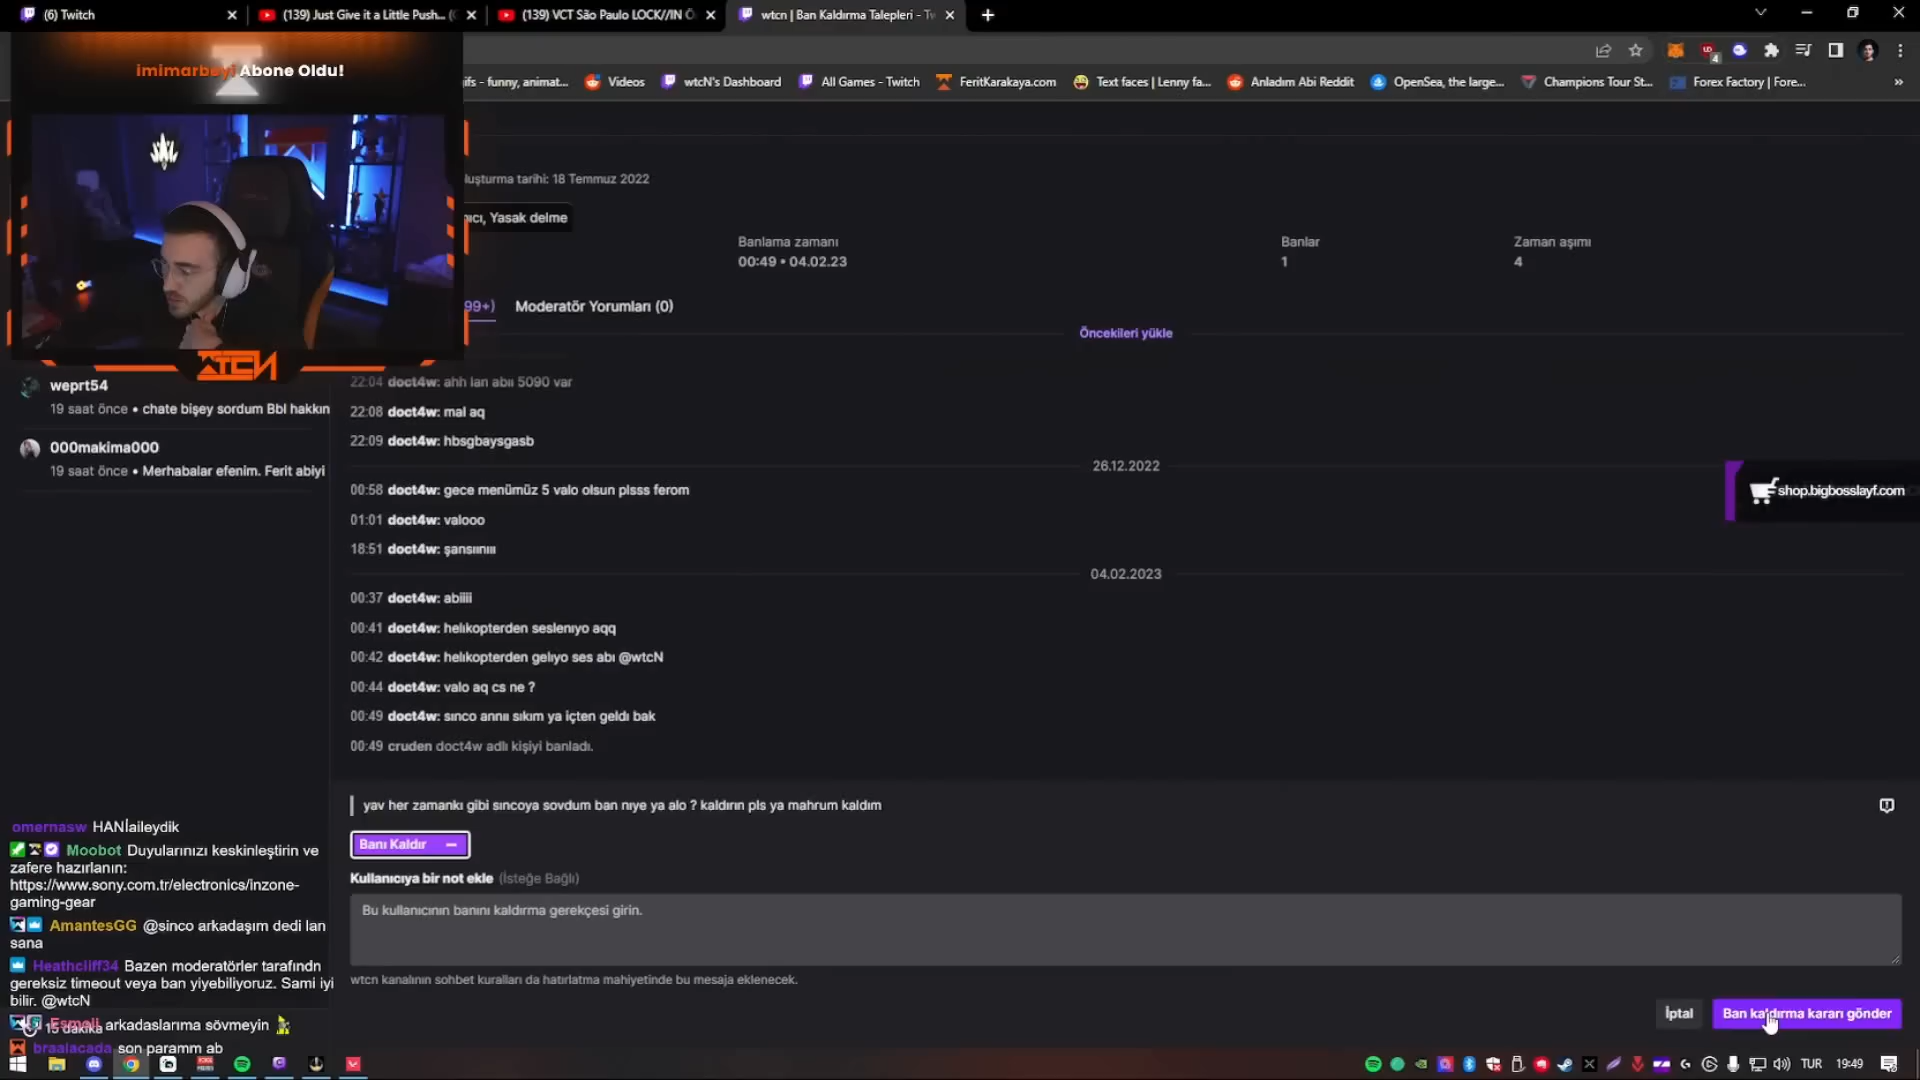 (6) Twitch
(139) Just Give it a Little Push...
(139) VCT São Paulo LOCK//IN
wtcn | Ban Kaldırma Talepleri - Tw
imimarbeyi Abone Oldu!
ifs - funny, animat...
Videos
wtcN's Dashboard
All Games - Twitch
FeritKarakaya.com
Text faces | Lenny fa...
Anladım Abi Reddit
OpenSea, the large...
Champions Tour St...
Forex Factory | Fore...
luşturma tarihi: 18 Temmuz 2022
ıcı, Yasak delme
Banlama zamanı
00:49 • 04.02.23
Banlar
1
Zaman aşımı
4
99+)
Moderatör Yorumları (0)
Öncekileri yükle
22:04 doct4w: ahh lan abıı 5090 var
22:08 doct4w: mal aq
22:09 doct4w: hbsgbaysgasb
26.12.2022
00:58 doct4w: gece menümüz 5 valo olsun plsss ferom
01:01 doct4w: valooo
18:51 doct4w: şansıınııı
04.02.2023
00:37 doct4w: abiiii
00:41 doct4w: helıkopterden seslenıyo aqq
00:42 doct4w: helıkopterden gelıyo ses abı @wtcN
00:44 doct4w: valo aq cs ne ?
00:49 doct4w: sınco annıı sıkım ya içten geldı bak
00:49 cruden doct4w adlı kişiyi banladı.
WTCN
weprt54
19 saat önce • chate bişey sordum Bbl hakkın
000makima000
19 saat önce • Merhabalar efenim. Ferit abiyi
shop.bigbosslayf.com
yav her zamankı gibi sıncoya sovdum ban nıye ya alo ? kaldırın pls ya mahrum kaldım
Banı Kaldır
Kullanıcıya bir not ekle (İsteğe Bağlı)
Bu kullanıcının banını kaldırma gerekçesi girin.
wtcn kanalının sohbet kuralları da hatırlatma mahiyetinde bu mesaja eklenecek.
İptal
Ban kaldırma kararı gönder
omernasw HANİaileydik
Moobot Duyularınızı keskinleştirin ve
zafere hazırlanın:
https://www.sony.com.tr/electronics/inzone-
gaming-gear
AmantesGG @sinco arkadaşım dedi lan
sana
Heathcliff34 Bazen moderatörler tarafındn
gereksiz timeout veya ban yiyebiliyoruz. Sami iyi
bilir. @wtcN
arkadaslarıma sövmeyin
15 dakika
braalacada son paramm ab
TUR
19:49